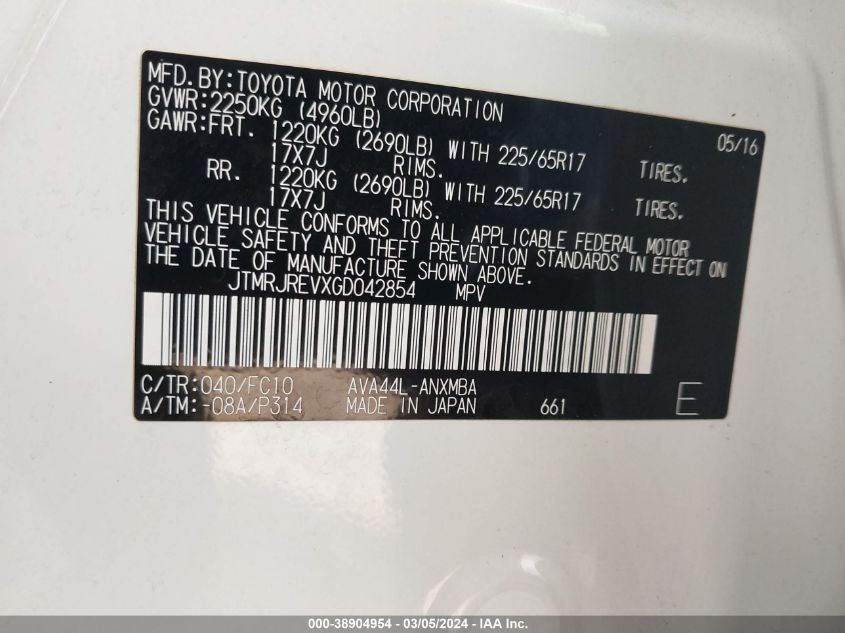 MFD. BY: TOYOTA MOTOR CORPORATION 05/16
GVWR: 2250KG (4960LB)
GAWR: FRT. 1220KG (2690LB) WITH 225/65R17 TIRES.
17X7J RIMS.
RR. 1220KG (2690LB) WITH 225/65R17 TIRES.
17X7J RIMS.
THIS VEHICLE CONFORMS TO ALL APPLICABLE FEDERAL MOTOR
VEHICLE SAFETY AND THEFT PREVENTION STANDARDS IN EFFECT ON
THE DATE OF MANUFACTURE SHOWN ABOVE.
JTMRJREVXGD042854 MPV
C/TR: 040/FC10 AVA44L-ANXMBA
A/TM: -08A/P314 MADE IN JAPAN 661 E
000-38904954 - 03/05/2024 - IAA Inc.